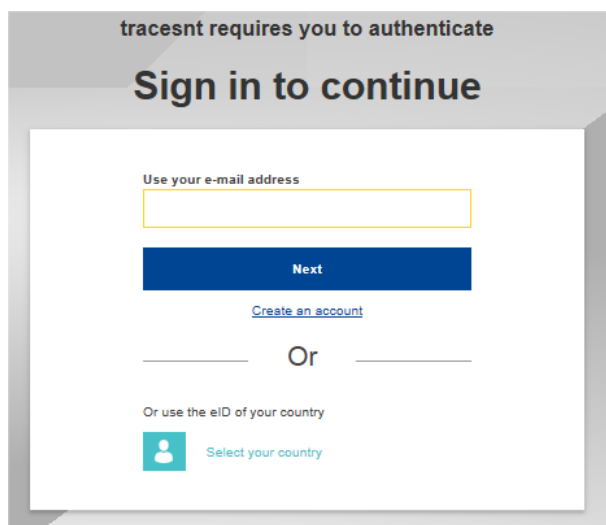 tracesnt requires you to authenticate
Sign in to continue
Use your e-mail address
Next
Create an account
Or
Or use the eID of your country
Select your country